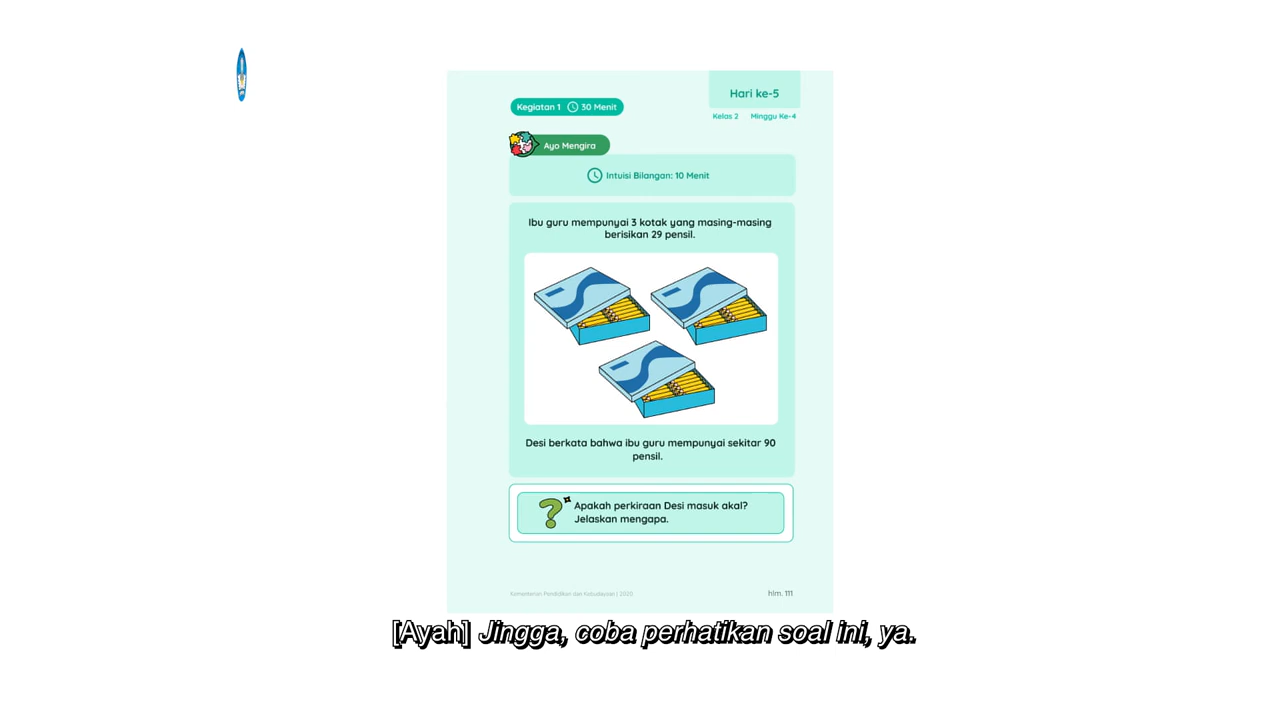 Hari ke-5
Kegiatan 1 30 Menit
Kelas 2 Minggu Ke-4
Ayo Mengira
Intuisi Bilangan: 10 Menit
Ibu guru mempunyai 3 kotak yang masing-masing
berisikan 29 pensil.
Desi berkata bahwa ibu guru mempunyai sekitar 90
pensil.
Apakah perkiraan Desi masuk akal?
Jelaskan mengapa.
Kementerian Pendidikan dan Kebudayaan | 2020
hlm. 111
[Ayah] Jingga, coba perhatikan soal ini, ya.